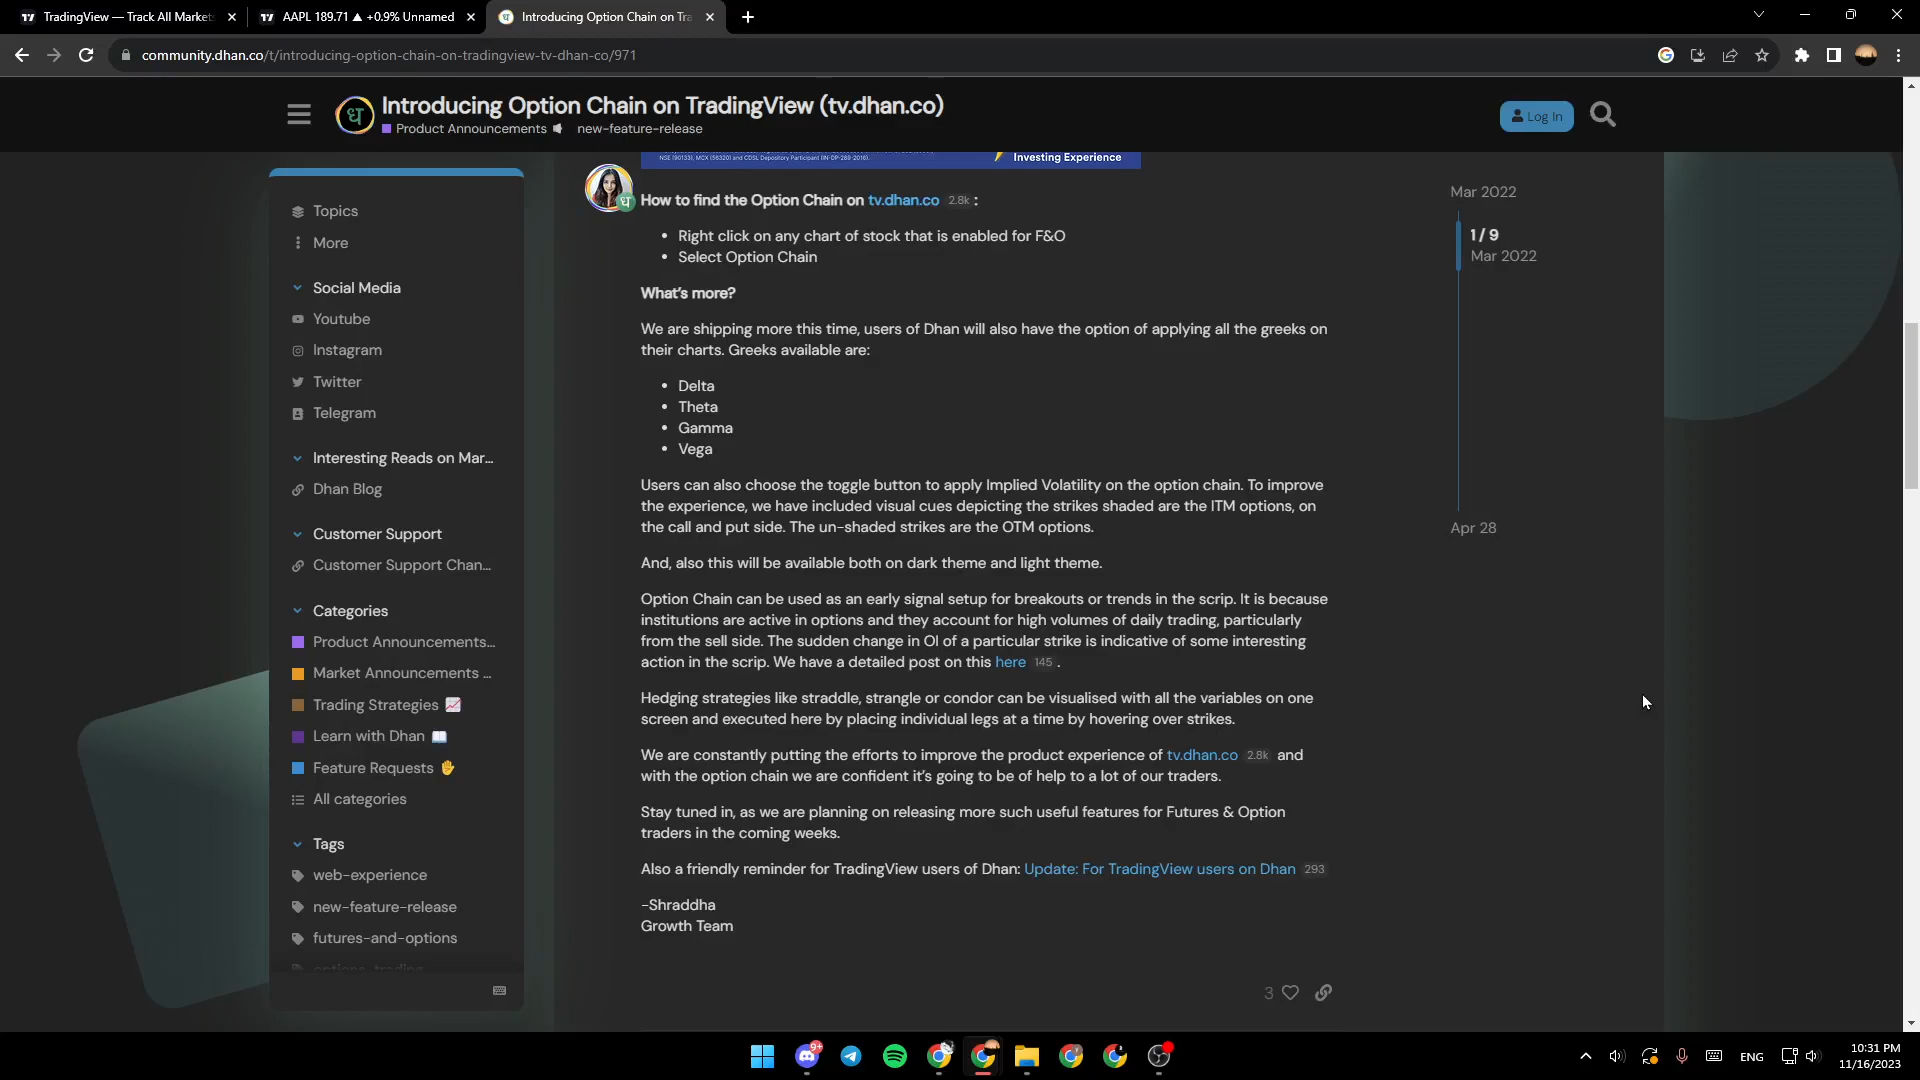 TradingView — Track All Markets
AAPL 189.71 ▲ +0.9% Unnamed
Introducing Option Chain on Tra
community.dhan.co/t/introducing-option-chain-on-tradingview-tv-dhan-co/971
Introducing Option Chain on TradingView (tv.dhan.co)
Product Announcements
new-feature-release
Log In
Topics
More
Social Media
Youtube
Instagram
Twitter
Telegram
Interesting Reads on Mar...
Dhan Blog
Customer Support
Customer Support Chan...
Categories
Product Announcements...
Market Announcements ...
Trading Strategies 📈
Learn with Dhan 📖
Feature Requests ✋
All categories
Tags
web-experience
new-feature-release
futures-and-options
options-trading
Investing Experience
How to find the Option Chain on tv.dhan.co 2.8k :
• Right click on any chart of stock that is enabled for F&O
• Select Option Chain
What's more?
We are shipping more this time, users of Dhan will also have the option of applying all the greeks on
their charts. Greeks available are:
• Delta
• Theta
• Gamma
• Vega
Users can also choose the toggle button to apply Implied Volatility on the option chain. To improve
the experience, we have included visual cues depicting the strikes shaded are the ITM options, on
the call and put side. The un-shaded strikes are the OTM options.
And, also this will be available both on dark theme and light theme.
Option Chain can be used as an early signal setup for breakouts or trends in the scrip. It is because
institutions are active in options and they account for high volumes of daily trading, particularly
from the sell side. The sudden change in OI of a particular strike is indicative of some interesting
action in the scrip. We have a detailed post on this here 145 .
Hedging strategies like straddle, strangle or condor can be visualised with all the variables on one
screen and executed here by placing individual legs at a time by hovering over strikes.
We are constantly putting the efforts to improve the product experience of tv.dhan.co 2.8k and
with the option chain we are confident it's going to be of help to a lot of our traders.
Stay tuned in, as we are planning on releasing more such useful features for Futures & Option
traders in the coming weeks.
Also a friendly reminder for TradingView users of Dhan: Update: For TradingView users on Dhan 293
-Shraddha
Growth Team
3
Mar 2022
1 / 9
Mar 2022
Apr 28
9+
ENG
10:31 PM
11/16/2023